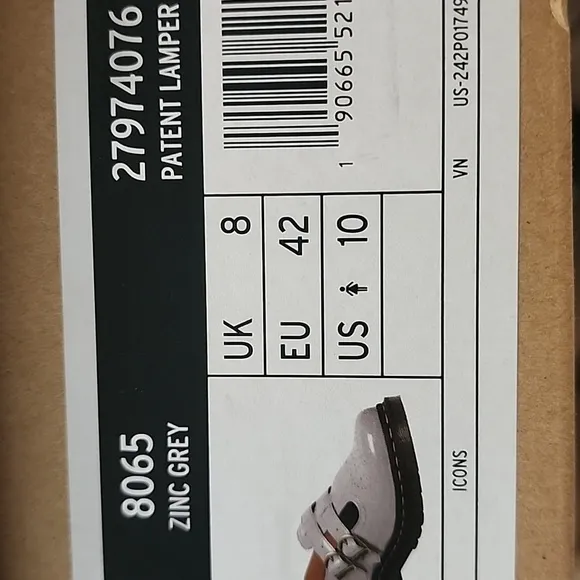 8065 27974076
ZINC GREY PATENT LAMPER
UK 8
EU 42
US 10
1 90665 521
ICONS VN US-242P01749